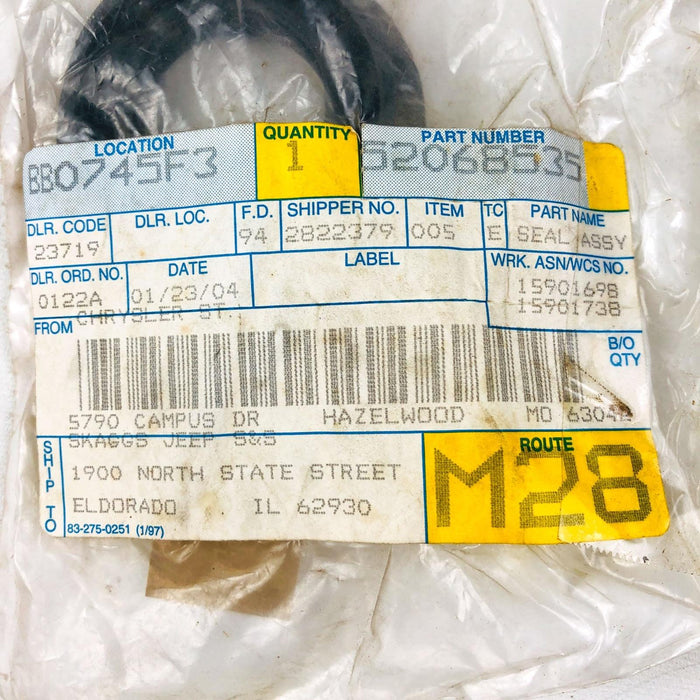 LOCATION QUANTITY PART NUMBER
BB0745F3 1 52068535
DLR. CODE DLR. LOC. F.D. SHIPPER NO. ITEM TC PART NAME
23719 94 2822379 005 E SEAL ASSY
DLR. ORD. NO. DATE LABEL WRK. ASN/WCS NO.
0122A 01/23/04 15901698
15901738
FROM CHRYSLER ST.
B/O QTY
5790 CAMPUS DR HAZELWOOD MO
SKAGGS JEEP S&S
SHIP TO
1900 NORTH STATE STREET
ELDORADO IL 62930
ROUTE
M28
83-275-0251 (1/97)